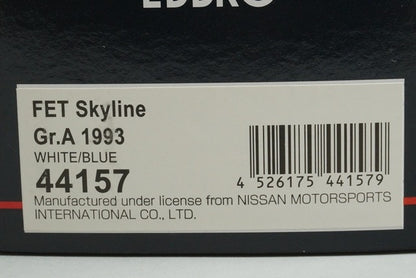 EBBRO
FET Skyline
Gr.A 1993
WHITE/BLUE
44157
4 526175 441579
Manufactured under license from NISSAN MOTORSPORTS
INTERNATIONAL CO., LTD.